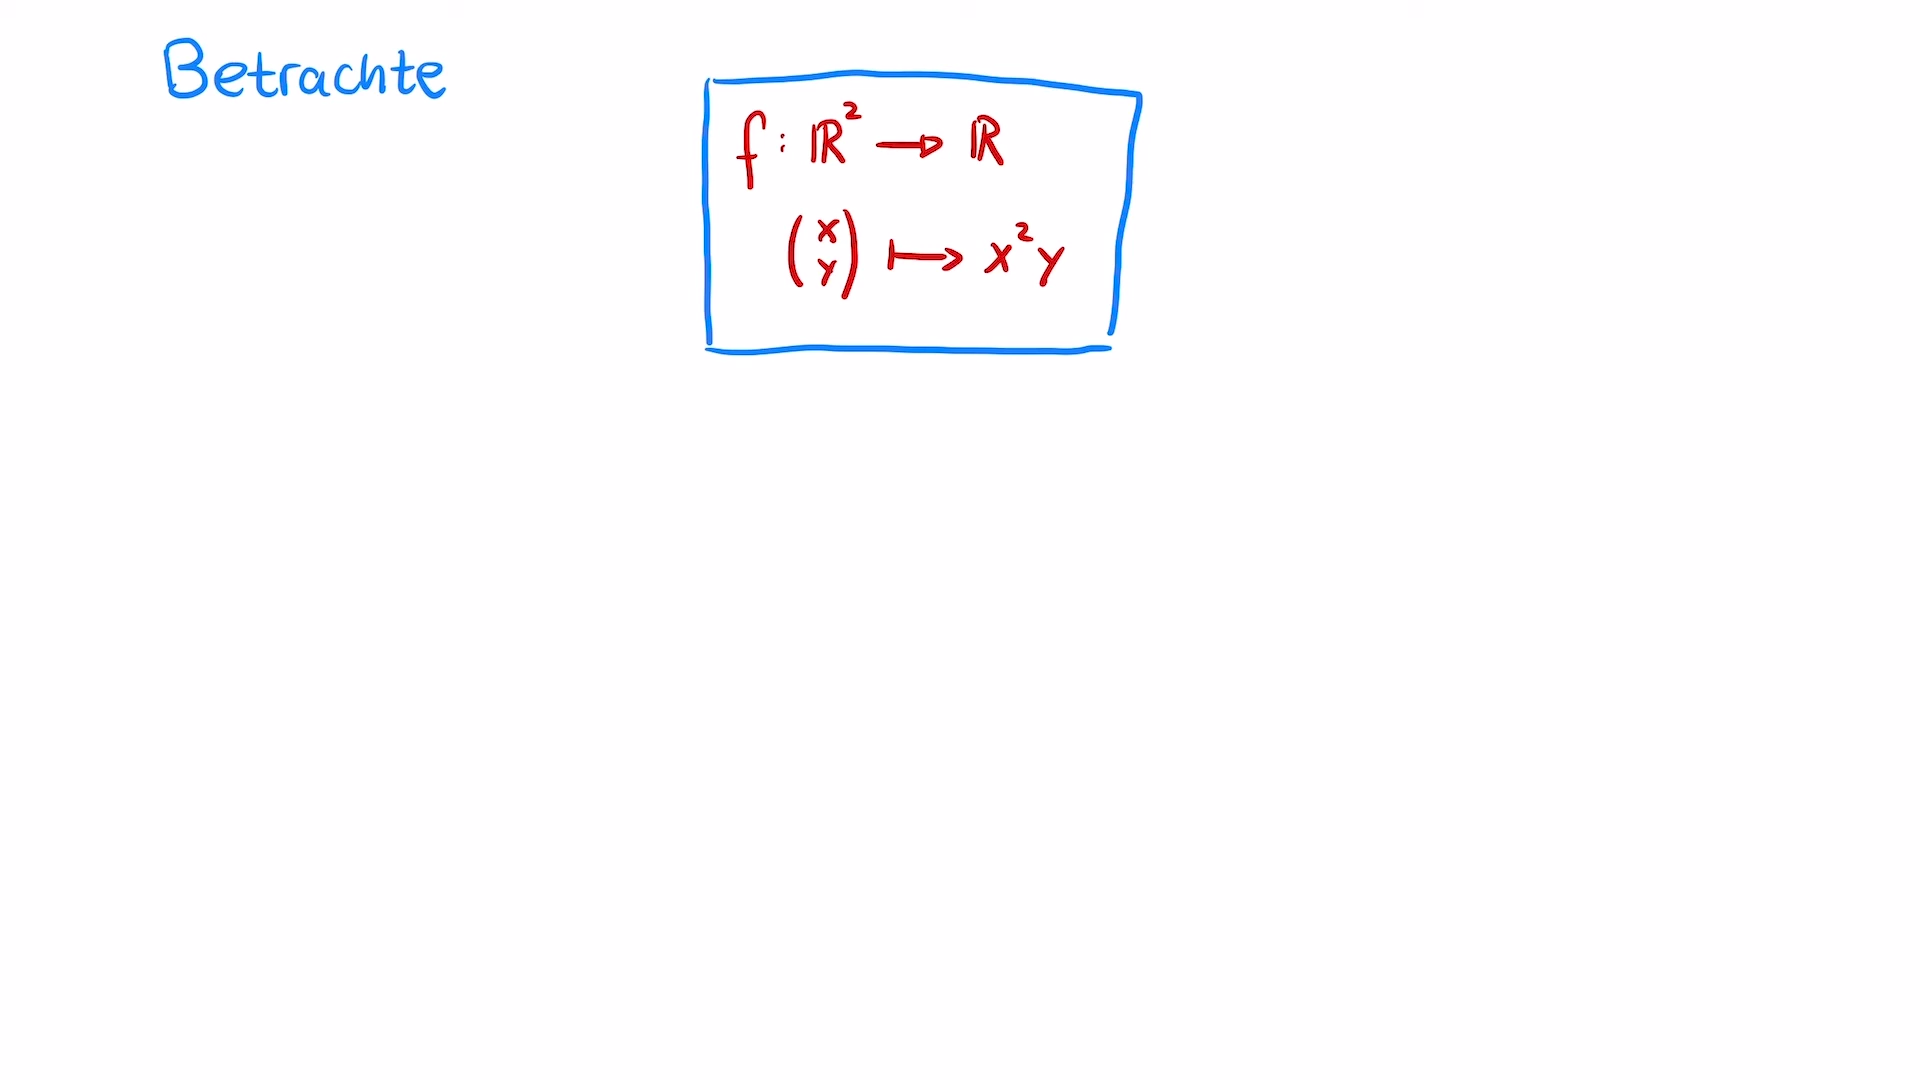 Betrachte
f: ℝ² → ℝ
(x y) ↦ x²y